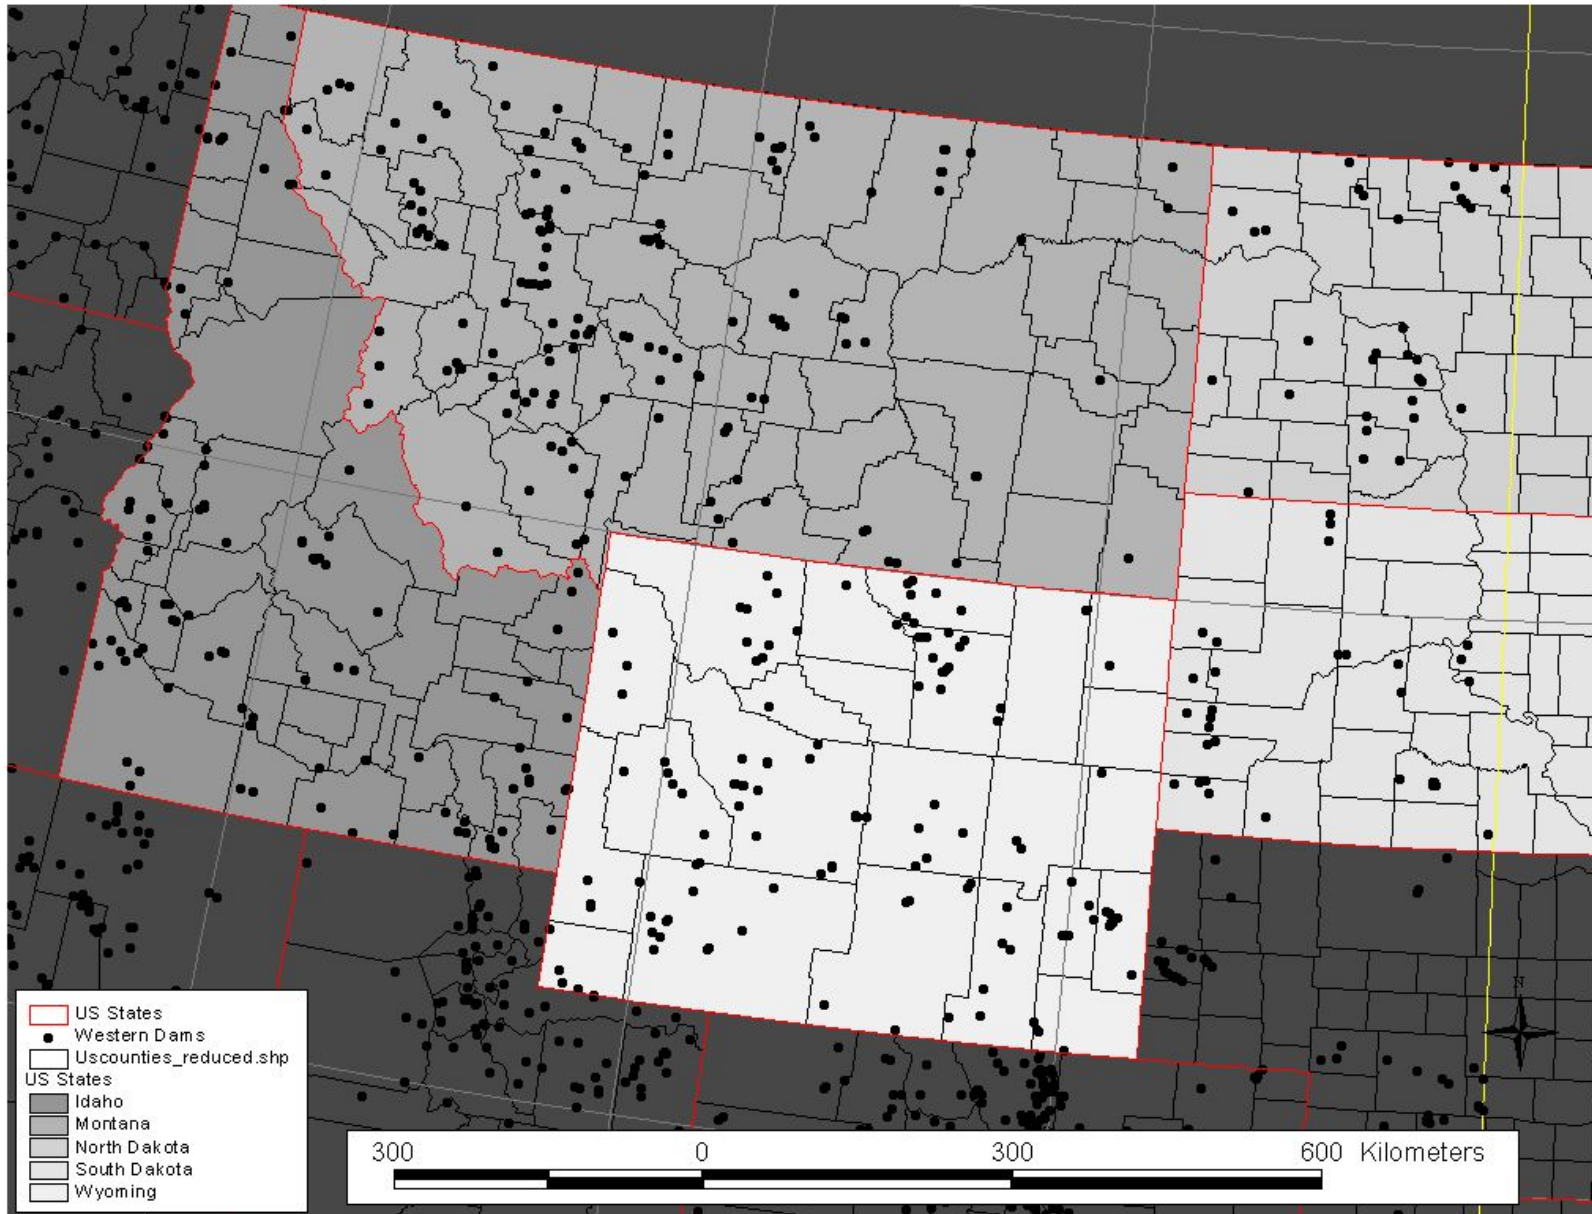 N
US States
Western Dams
Uscounties_reduced.shp
US States
Idaho
Montana
North Dakota
South Dakota
Wyoming
300 0 300 600 Kilometers